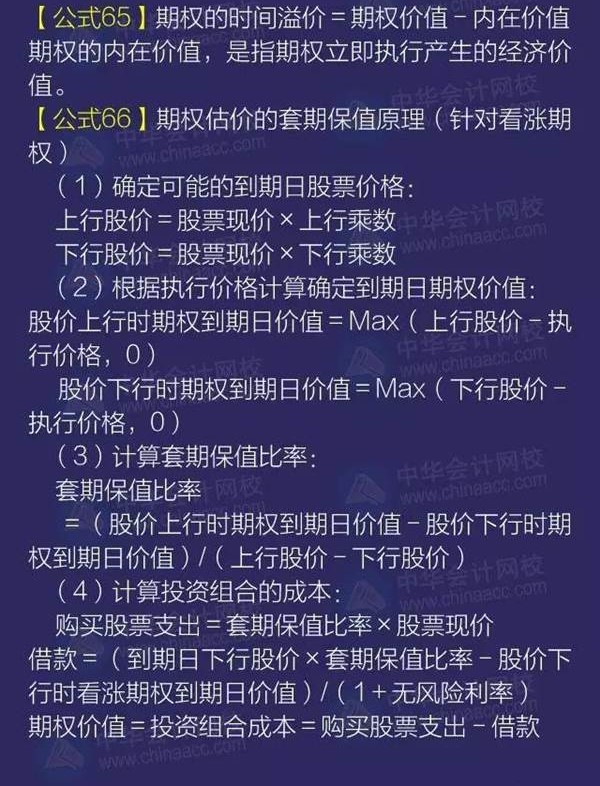 【公式65】期权的时间溢价＝期权价值－内在价值
期权的内在价值，是指期权立即执行产生的经济价
值。
【公式66】期权估价的套期保值原理（针对看涨期
权）
（1）确定可能的到期日股票价格：
上行股价＝股票现价×上行乘数
下行股价＝股票现价×下行乘数
（2）根据执行价格计算确定到期日期权价值：
股价上行时期权到期日价值＝Max（上行股价－执
行价格，0）
股价下行时期权到期日价值＝Max（下行股价－
执行价格，0）
（3）计算套期保值比率：
套期保值比率
＝（股价上行时期权到期日价值－股价下行时期
权到期日价值）/（上行股价－下行股价）
（4）计算投资组合的成本：
购买股票支出＝套期保值比率×股票现价
借款＝（到期日下行股价×套期保值比率－股价下
行时看涨期权到期日价值）/（1＋无风险利率）
期权价值＝投资组合成本＝购买股票支出－借款
中华会计网校
www.chinaacc.com